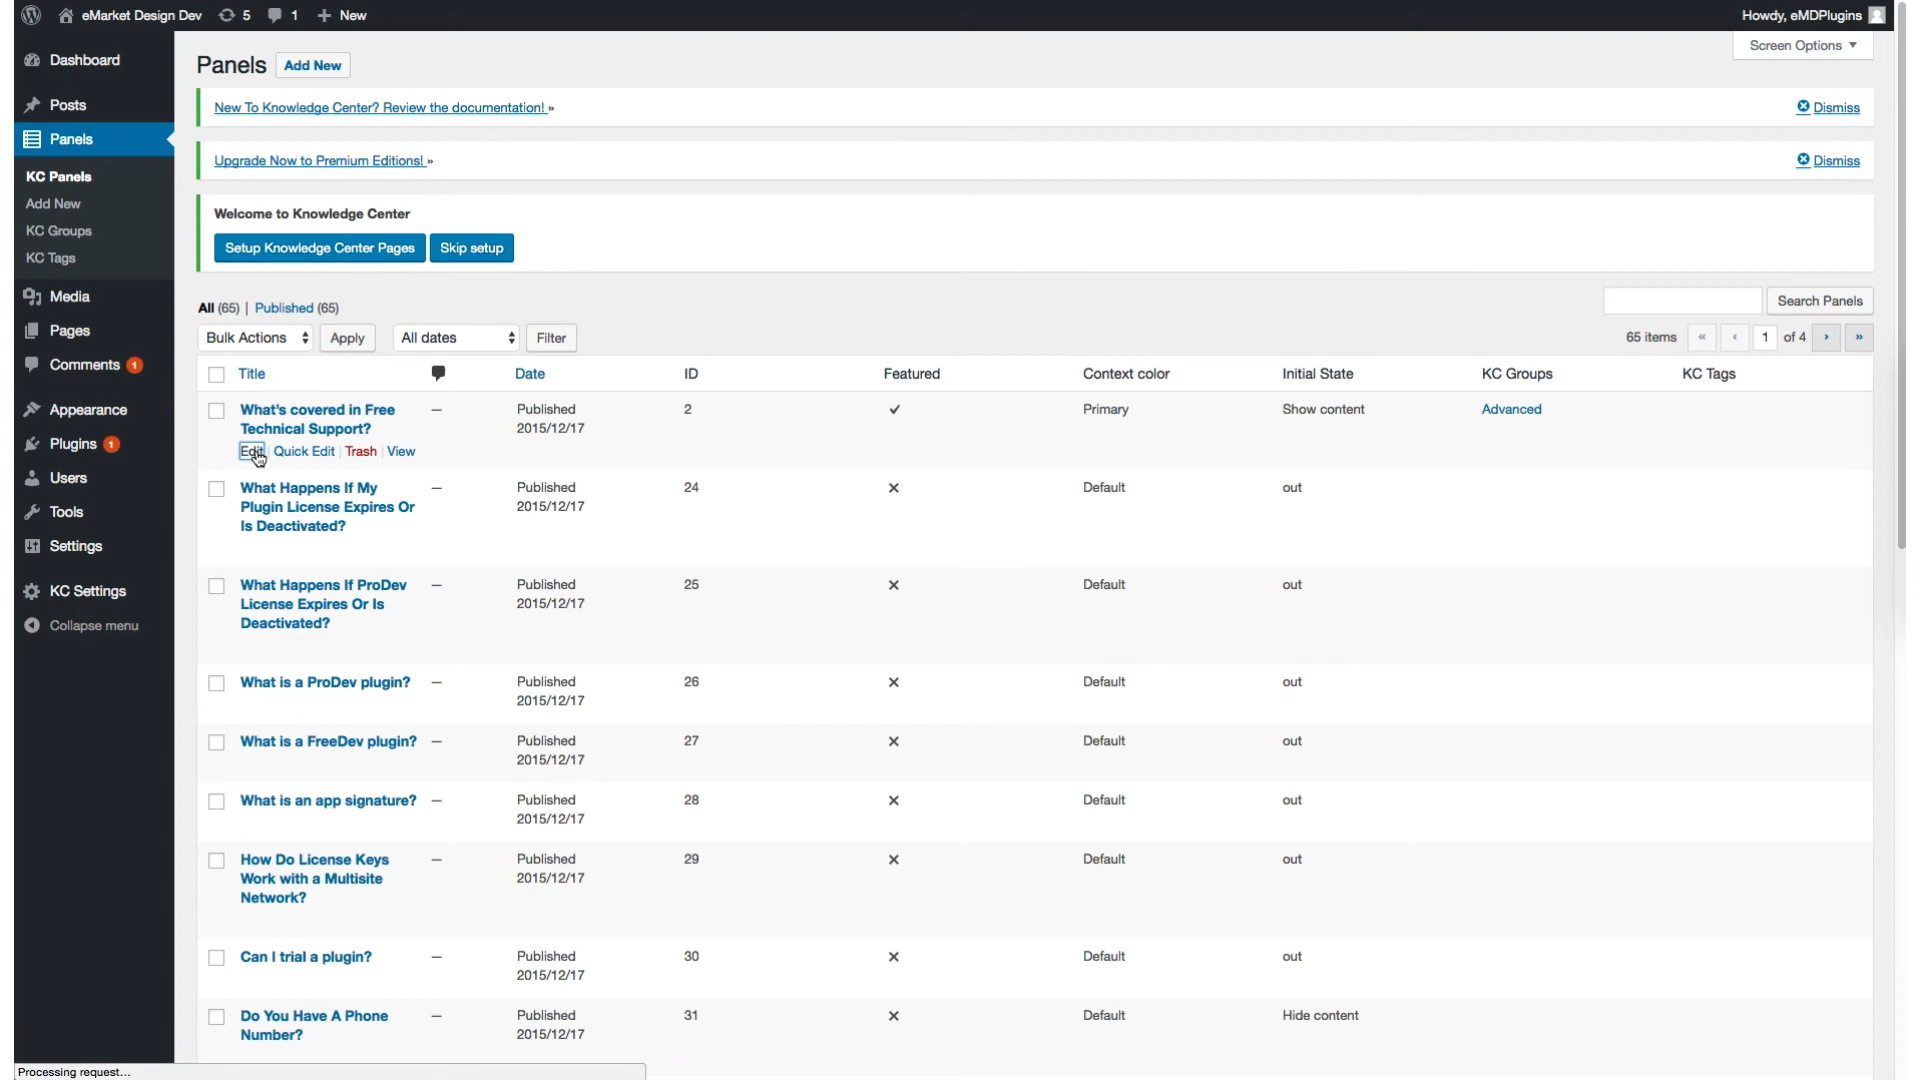 eMarket Design Dev 5 1 + New Howdy, eMDPlugins
Screen Options ▼
Dashboard
Posts
Panels
KC Panels
Add New
KC Groups
KC Tags
Media
Pages
Comments 1
Appearance
Plugins 1
Users
Tools
Settings
KC Settings
Collapse menu
Panels Add New
New To Knowledge Center? Review the documentation! » Dismiss
Upgrade Now to Premium Editions! » Dismiss
Welcome to Knowledge Center
Setup Knowledge Center Pages Skip setup
All (65) | Published (65) Search Panels
Bulk Actions Apply All dates Filter 65 items « ‹ 1 of 4 › »
Title Date ID Featured Context color Initial State KC Groups KC Tags
What's covered in Free — Published 2 ✓ Primary Show content Advanced
Technical Support? 2015/12/17
Edit | Quick Edit | Trash | View
What Happens If My — Published 24 ✕ Default out
Plugin License Expires Or 2015/12/17
Is Deactivated?
What Happens If ProDev — Published 25 ✕ Default out
License Expires Or Is 2015/12/17
Deactivated?
What is a ProDev plugin? — Published 26 ✕ Default out
2015/12/17
What is a FreeDev plugin? — Published 27 ✕ Default out
2015/12/17
What is an app signature? — Published 28 ✕ Default out
2015/12/17
How Do License Keys — Published 29 ✕ Default out
Work with a Multisite 2015/12/17
Network?
Can I trial a plugin? — Published 30 ✕ Default out
2015/12/17
Do You Have A Phone — Published 31 ✕ Default Hide content
Number? 2015/12/17
Processing request...